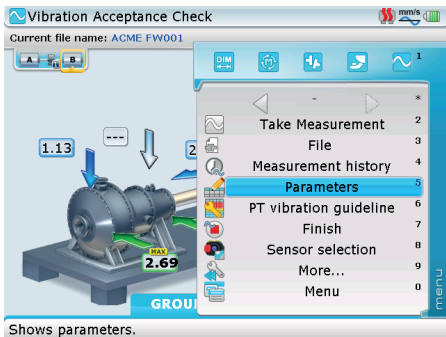 Vibration Acceptance Check
mm/s
Current file name: ACME FW001
A
B
DIM
1
- *
Take Measurement 2
File 3
Measurement history 4
Parameters 5
PT vibration guideline 6
Finish 7
Sensor selection 8
More... 9
Menu 0
menu
1.13
---
2
MAX
2.69
GROU
Shows parameters.